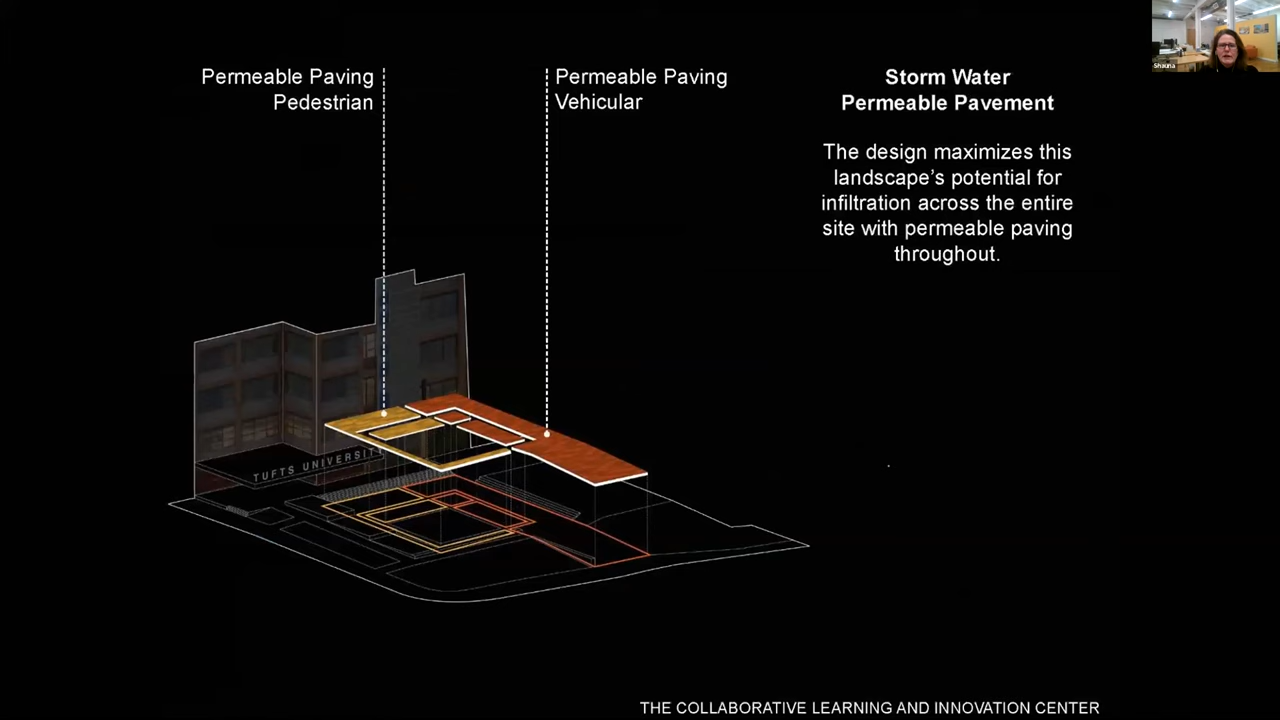 Permeable Paving
Pedestrian
Permeable Paving
Vehicular
Storm Water
Permeable Pavement
The design maximizes this
landscape’s potential for
infiltration across the entire
site with permeable paving
throughout.
Shauna
TUFTS UNIVERSITY
THE COLLABORATIVE LEARNING AND INNOVATION CENTER